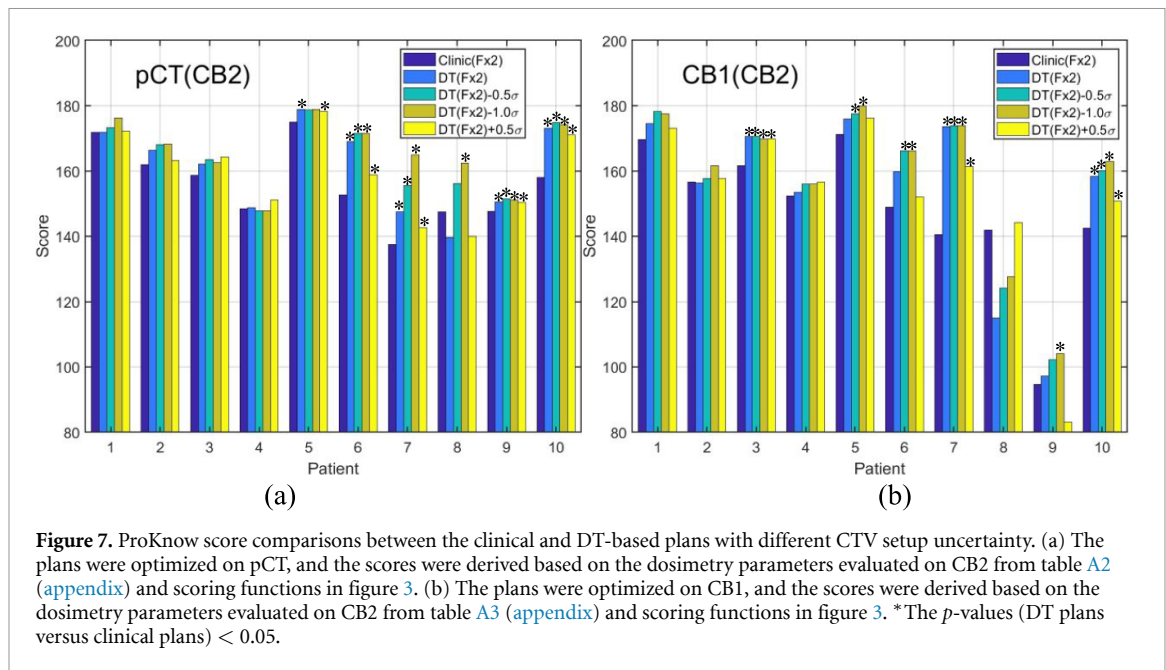 200
180
160
140
120
100
80
Score
pCT(CB2)
Clinic(Fx2)
DT(Fx2)
DT(Fx2)-0.5σ
DT(Fx2)-1.0σ
DT(Fx2)+0.5σ
* * * * * * * * * * * * * * * * * * * *
1 2 3 4 5 6 7 8 9 10
Patient
(a)
200
180
160
140
120
100
80
Score
CB1(CB2)
Clinic(Fx2)
DT(Fx2)
DT(Fx2)-0.5σ
DT(Fx2)-1.0σ
DT(Fx2)+0.5σ
* * * * * * * * * * * * * * * * *
1 2 3 4 5 6 7 8 9 10
Patient
(b)
Figure 7. ProKnow score comparisons between the clinical and DT-based plans with different CTV setup uncertainty. (a) The
plans were optimized on pCT, and the scores were derived based on the dosimetry parameters evaluated on CB2 from table A2
(appendix) and scoring functions in figure 3. (b) The plans were optimized on CB1, and the scores were derived based on the
dosimetry parameters evaluated on CB2 from table A3 (appendix) and scoring functions in figure 3. *The p-values (DT plans
versus clinical plans) < 0.05.